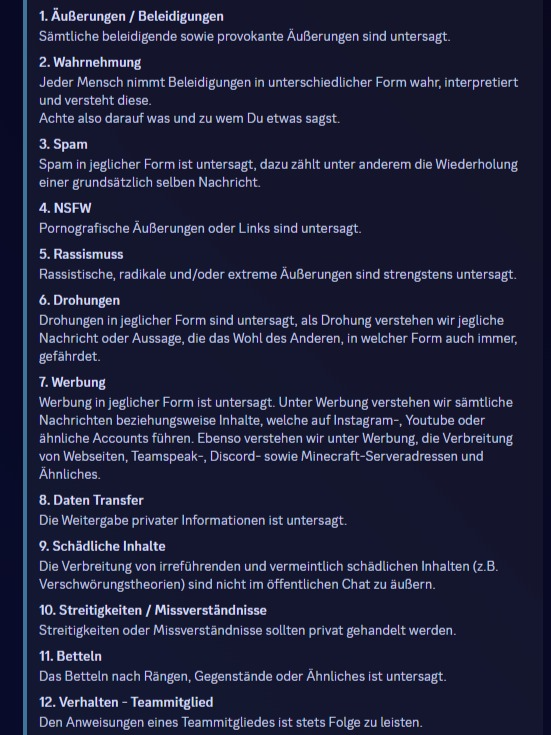 1. Äußerungen / Beleidigungen
Sämtliche beleidigende sowie provokante Äußerungen sind untersagt.
2. Wahrnehmung
Jeder Mensch nimmt Beleidigungen in unterschiedlicher Form wahr, interpretiert
und versteht diese.
Achte also darauf was und zu wem Du etwas sagst.
3. Spam
Spam in jeglicher Form ist untersagt, dazu zählt unter anderem die Wiederholung
einer grundsätzlich selben Nachricht.
4. NSFW
Pornografische Äußerungen oder Links sind untersagt.
5. Rassismuss
Rassistische, radikale und/oder extreme Äußerungen sind strengstens untersagt.
6. Drohungen
Drohungen in jeglicher Form sind untersagt, als Drohung verstehen wir jegliche
Nachricht oder Aussage, die das Wohl des Anderen, in welcher Form auch immer,
gefährdet.
7. Werbung
Werbung in jeglicher Form ist untersagt. Unter Werbung verstehen wir sämtliche
Nachrichten beziehungsweise Inhalte, welche auf Instagram-, Youtube oder
ähnliche Accounts führen. Ebenso verstehen wir unter Werbung, die Verbreitung
von Webseiten, Teamspeak-, Discord- sowie Minecraft-Serveradressen und
Ähnliches.
8. Daten Transfer
Die Weitergabe privater Informationen ist untersagt.
9. Schädliche Inhalte
Die Verbreitung von irreführenden und vermeintlich schädlichen Inhalten (z.B.
Verschwörungstheorien) sind nicht im öffentlichen Chat zu äußern.
10. Streitigkeiten / Missverständnisse
Streitigkeiten oder Missverständnisse sollten privat gehandelt werden.
11. Betteln
Das Betteln nach Rängen, Gegenstände oder Ähnliches ist untersagt.
12. Verhalten - Teammitglied
Den Anweisungen eines Teammitgliedes ist stets Folge zu leisten.